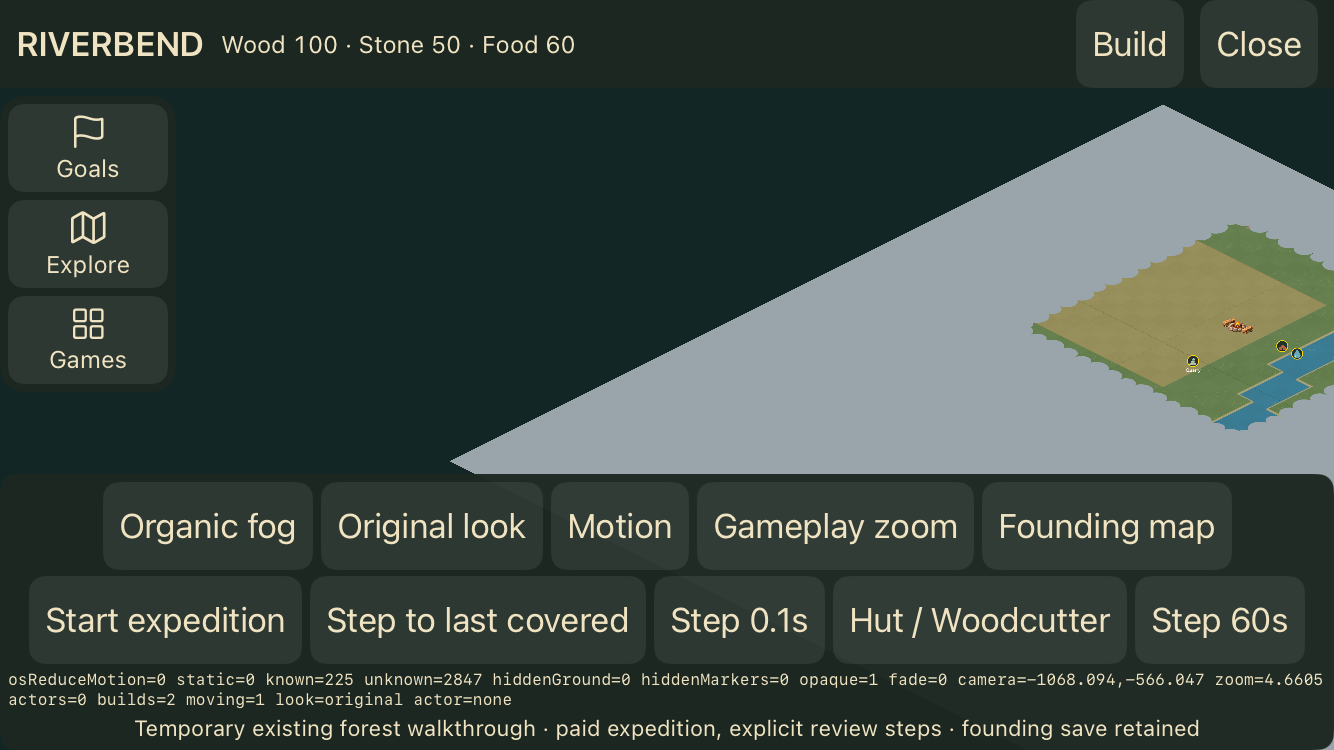 RIVERBEND Wood 100 · Stone 50 · Food 60 Build Close
Goals
Explore
Games
Organic fog Original look Motion Gameplay zoom Founding map
Start expedition Step to last covered Step 0.1s Hut / Woodcutter Step 60s
osReduceMotion=0 static=0 known=225 unknown=2847 hiddenGround=0 hiddenMarkers=0 opaque=1 fade=0 camera=−1068.094,−566.047 zoom=4.6605
actors=0 builds=2 moving=1 look=original actor=none
Temporary existing forest walkthrough · paid expedition, explicit review steps · founding save retained